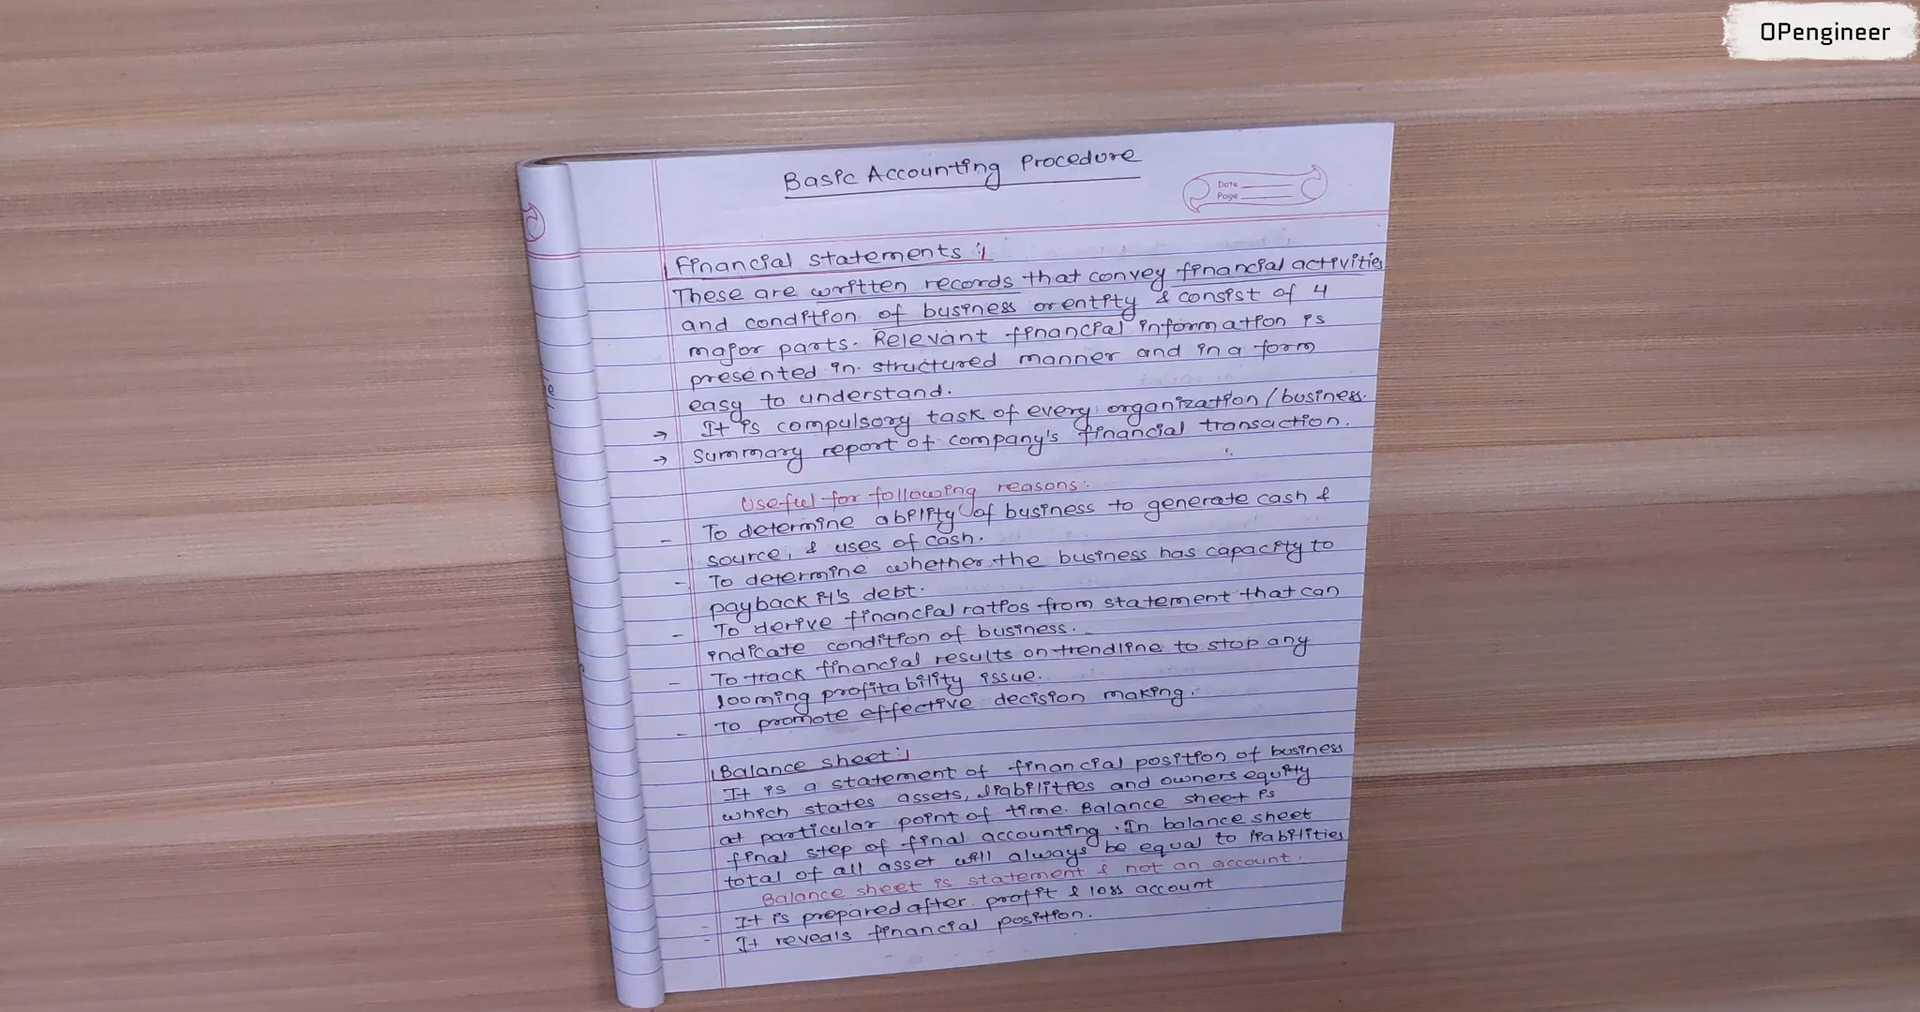 OPengineer
Basic Accounting Procedure
Date
Page
Financial statements :
These are written records that convey financial activities
and condition of business or entity & consist of 4
major parts. Relevant financial information is
presented in structured manner and in a form
easy to understand.
→ It is compulsory task of every organization / business.
→ Summary report of company's financial transaction.
Useful for following reasons :
- To determine ability of business to generate cash &
source, & uses of cash.
- To determine whether the business has capacity to
payback it's debt.
- To derive financial ratios from statement that can
indicate condition of business.
- To track financial results on trendline to stop any
looming profitability issue.
- To promote effective decision making.
Balance sheet :
It is a statement of financial position of business
which states assets, liabilities and owners equity
at particular point of time. Balance sheet is
final step of final accounting. In balance sheet
total of all asset will always be equal to liabilities
Balance sheet is statement & not an account.
- It is prepared after profit & loss account
- It reveals financial position.